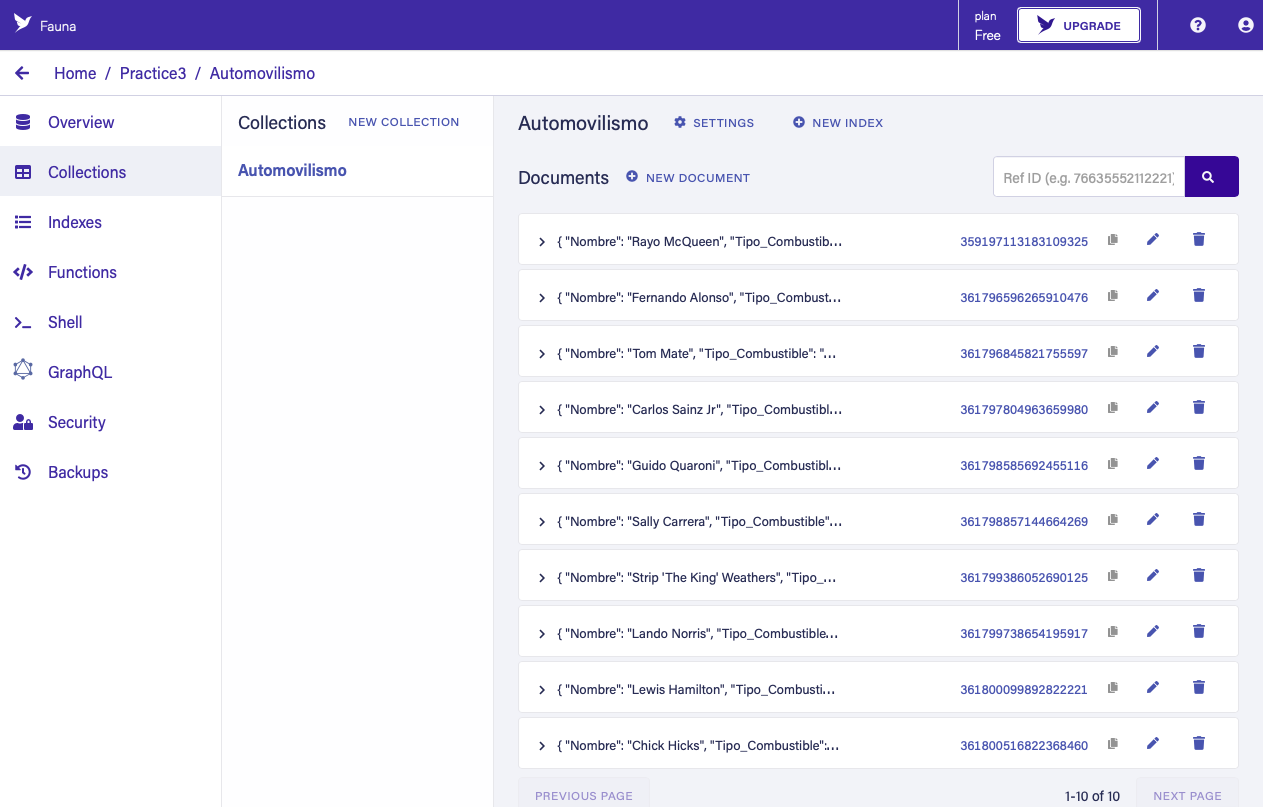 Fauna
plan
Free
UPGRADE
Home / Practice3 / Automovilismo
Overview
Collections
Indexes
Functions
Shell
GraphQL
Security
Backups
Collections NEW COLLECTION
Automovilismo
Automovilismo SETTINGS NEW INDEX
Documents NEW DOCUMENT
Ref ID (e.g. 76635552112221)
{ "Nombre": "Rayo McQueen", "Tipo_Combustib... 359197113183109325
{ "Nombre": "Fernando Alonso", "Tipo_Combust... 361796596265910476
{ "Nombre": "Tom Mate", "Tipo_Combustible": "... 361796845821755597
{ "Nombre": "Carlos Sainz Jr", "Tipo_Combustibl... 361797804963659980
{ "Nombre": "Guido Quaroni", "Tipo_Combustibl... 361798585692455116
{ "Nombre": "Sally Carrera", "Tipo_Combustible"... 361798857144664269
{ "Nombre": "Strip 'The King' Weathers", "Tipo_... 361799386052690125
{ "Nombre": "Lando Norris", "Tipo_Combustible... 361799738654195917
{ "Nombre": "Lewis Hamilton", "Tipo_Combusti... 361800099892822221
{ "Nombre": "Chick Hicks", "Tipo_Combustible":... 361800516822368460
PREVIOUS PAGE 1-10 of 10 NEXT PAGE